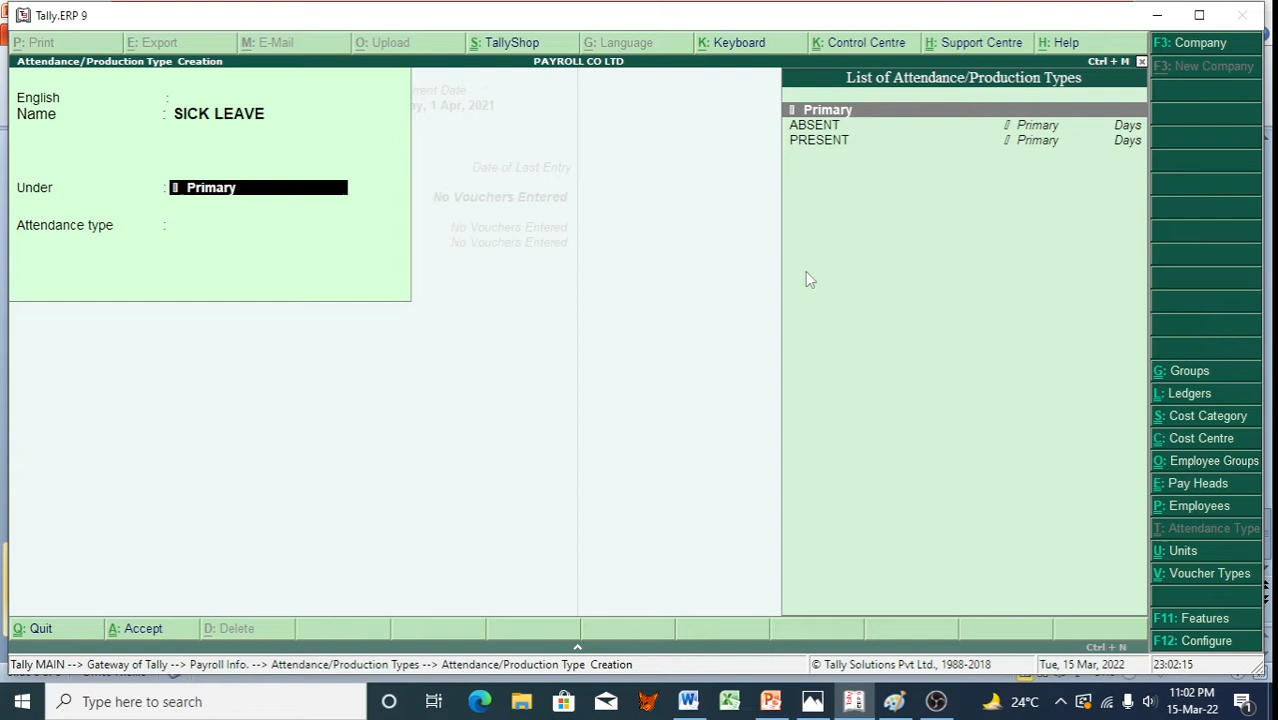 Tally.ERP 9
P: Print E: Export M: E-Mail O: Upload S: TallyShop G: Language K: Keyboard K: Control Centre H: Support Centre H: Help
F3: Company
Attendance/Production Type Creation PAYROLL CO LTD Ctrl + M
F3: New Company
List of Attendance/Production Types
English :
Name : SICK LEAVE
Under : Primary
Attendance type :
rrent Date
y, 1 Apr, 2021
Date of Last Entry
No Vouchers Entered
No Vouchers Entered
No Vouchers Entered
Primary
ABSENT Primary Days
PRESENT Primary Days
G: Groups
L: Ledgers
S: Cost Category
C: Cost Centre
O: Employee Groups
E: Pay Heads
P: Employees
T: Attendance Type
U: Units
V: Voucher Types
F11: Features
F12: Configure
Q: Quit A: Accept D: Delete
Ctrl + N
Tally MAIN --> Gateway of Tally --> Payroll Info. --> Attendance/Production Types --> Attendance/Production Type Creation © Tally Solutions Pvt Ltd., 1988-2018 Tue, 15 Mar, 2022 23:02:15
Type here to search
24°C
11:02 PM
15-Mar-22
1